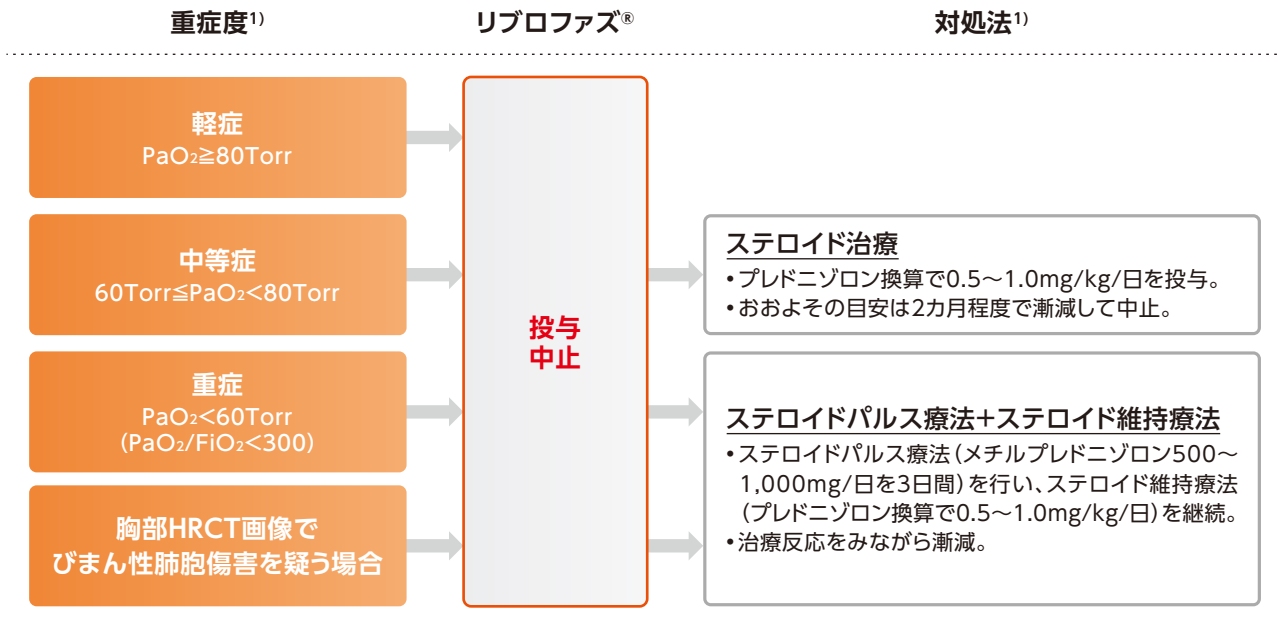 重症度1)
リブロファズ®
対処法1)
軽症
PaO2≧80Torr
中等症
60Torr≦PaO2<80Torr
重症
PaO2<60Torr
(PaO2/FiO2<300)
胸部HRCT画像で
びまん性肺胞傷害を疑う場合
投与
中止
ステロイド治療
•プレドニゾロン換算で0.5〜1.0mg/kg/日を投与。
•おおよその目安は2カ月程度で漸減して中止。
ステロイドパルス療法+ステロイド維持療法
•ステロイドパルス療法(メチルプレドニゾロン500〜
1,000mg/日を3日間)を行い、ステロイド維持療法
(プレドニゾロン換算で0.5〜1.0mg/kg/日)を継続。
•治療反応をみながら漸減。